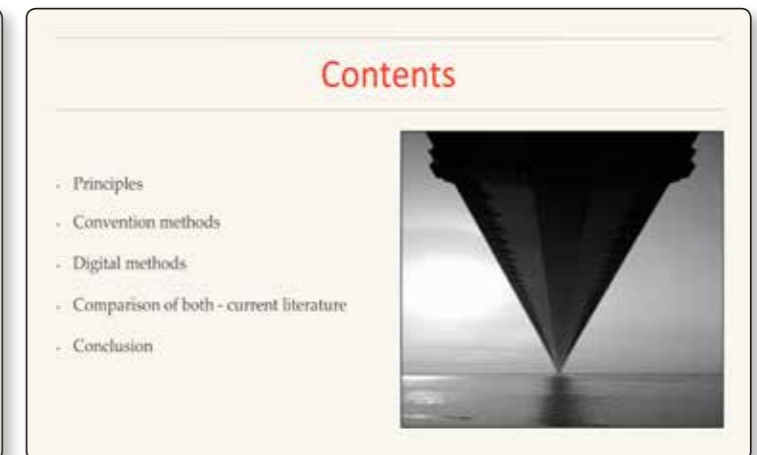 Contents
- Principles
- Convention methods
- Digital methods
- Comparison of both - current literature
- Conclusion